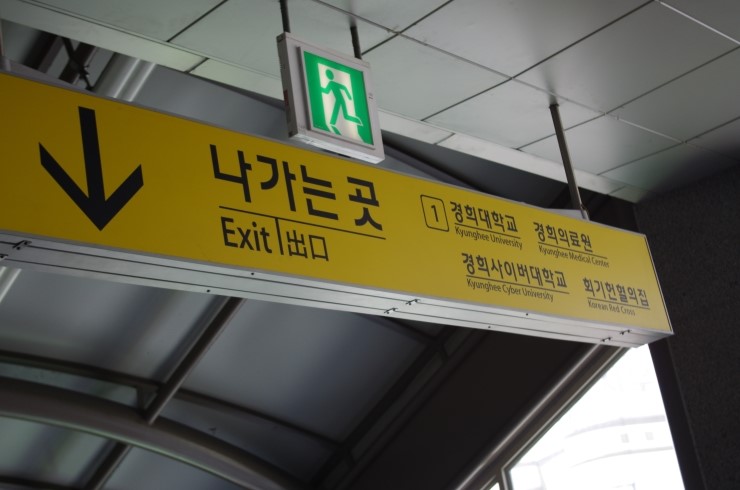 나가는 곳
Exit 出口
1
경희대학교
Kyunghee University
경희의료원
Kyunghee Medical Center
경희사이버대학교
Kyunghee Cyber University
회기헌혈의집
Korean Red Cross